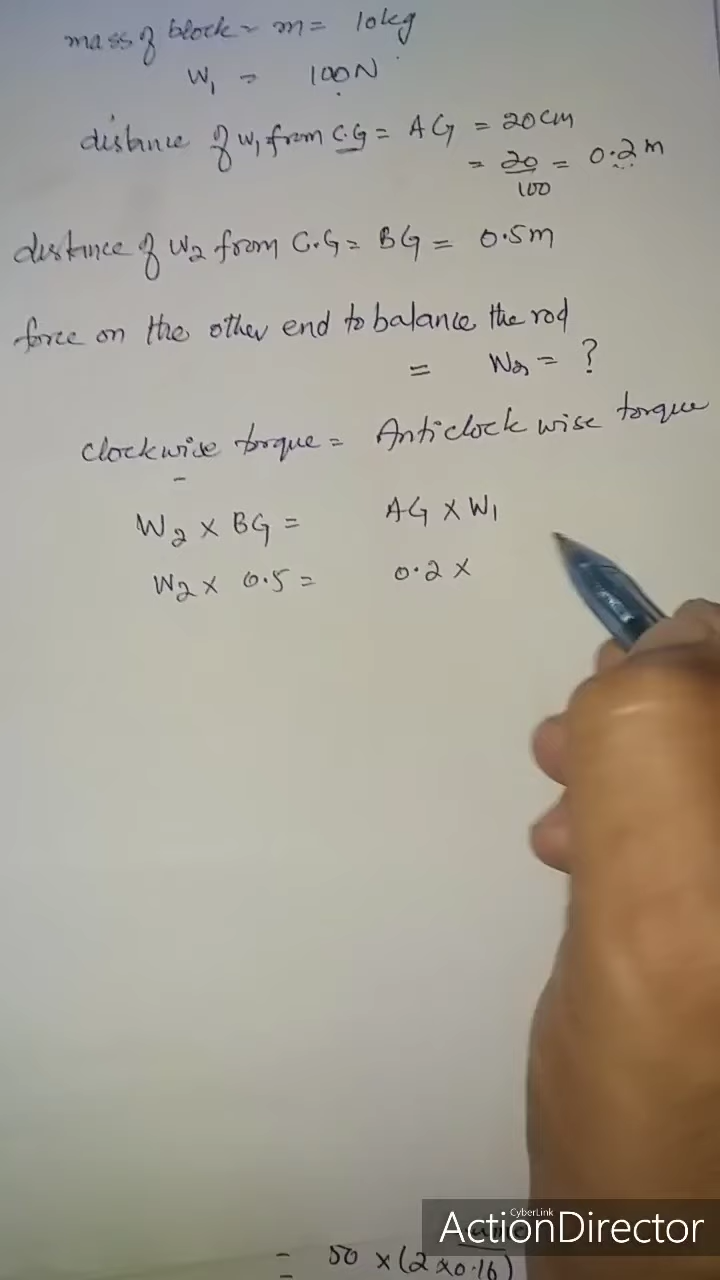 mass of block = m = 10kg
W1 = 100N
distance of W1 from C.G = AG = 20cm
= 20/100 = 0.2m
distance of W2 from C.G = BG = 0.5m
force on the other end to balance the rod
= W2 = ?
Clockwise torque = Anticlockwise torque
W2 × BG = AG × W1
W2 × 0.5 = 0.2 ×
CyberLink
ActionDirector
= 50 × (2 × 0.16)